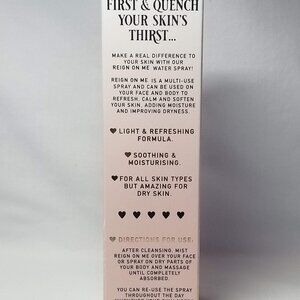 FIRST & QUENCH
YOUR SKIN'S
THIRST...
MAKE A REAL DIFFERENCE TO
YOUR SKIN WITH OUR
REIGN ON ME WATER SPRAY!
REIGN ON ME IS A MULTI-USE
SPRAY AND CAN BE USED ON
YOUR FACE AND BODY TO
REFRESH, CALM AND SOFTEN
YOUR SKIN, ADDING MOISTURE
AND IMPROVING DRYNESS.
♥ LIGHT & REFRESHING
FORMULA.
♥ SOOTHING &
MOISTURISING.
♥ FOR ALL SKIN TYPES
BUT AMAZING FOR
DRY SKIN.
♥ ♥ ♥ ♥ ♥
♥ DIRECTIONS FOR USE:
AFTER CLEANSING, MIST
REIGN ON ME OVER YOUR FACE
OR SPRAY ON DRY PARTS OF
YOUR BODY AND MASSAGE
UNTIL COMPLETELY
ABSORBED.
YOU CAN RE-USE THE SPRAY
THROUGHOUT THE DAY